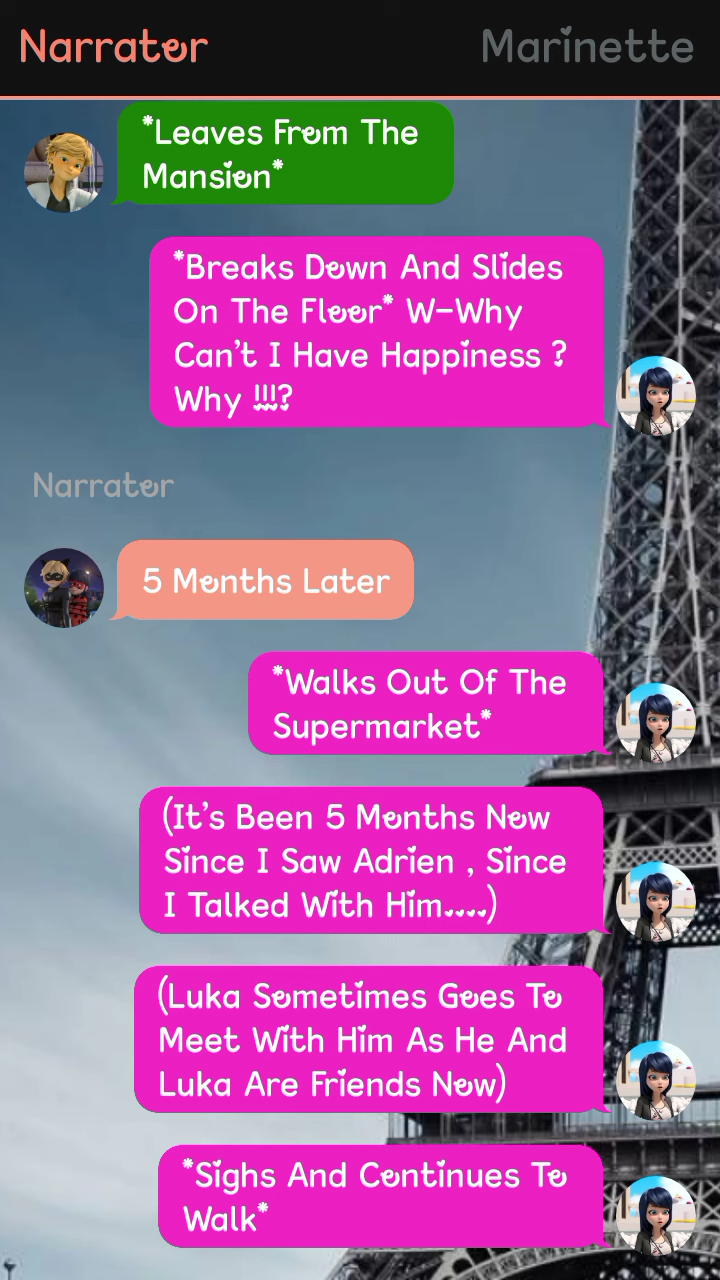 Narrator
Marinette
*Leaves From The
Mansion*
*Breaks Down And Slides
On The Floor* W-Why
Can't I Have Happiness ?
Why !!!?
Narrator
5 Months Later
*Walks Out Of The
Supermarket*
(It's Been 5 Months Now
Since I Saw Adrien , Since
I Talked With Him....)
(Luka Sometimes Goes To
Meet With Him As He And
Luka Are Friends Now)
*Sighs And Continues To
Walk*